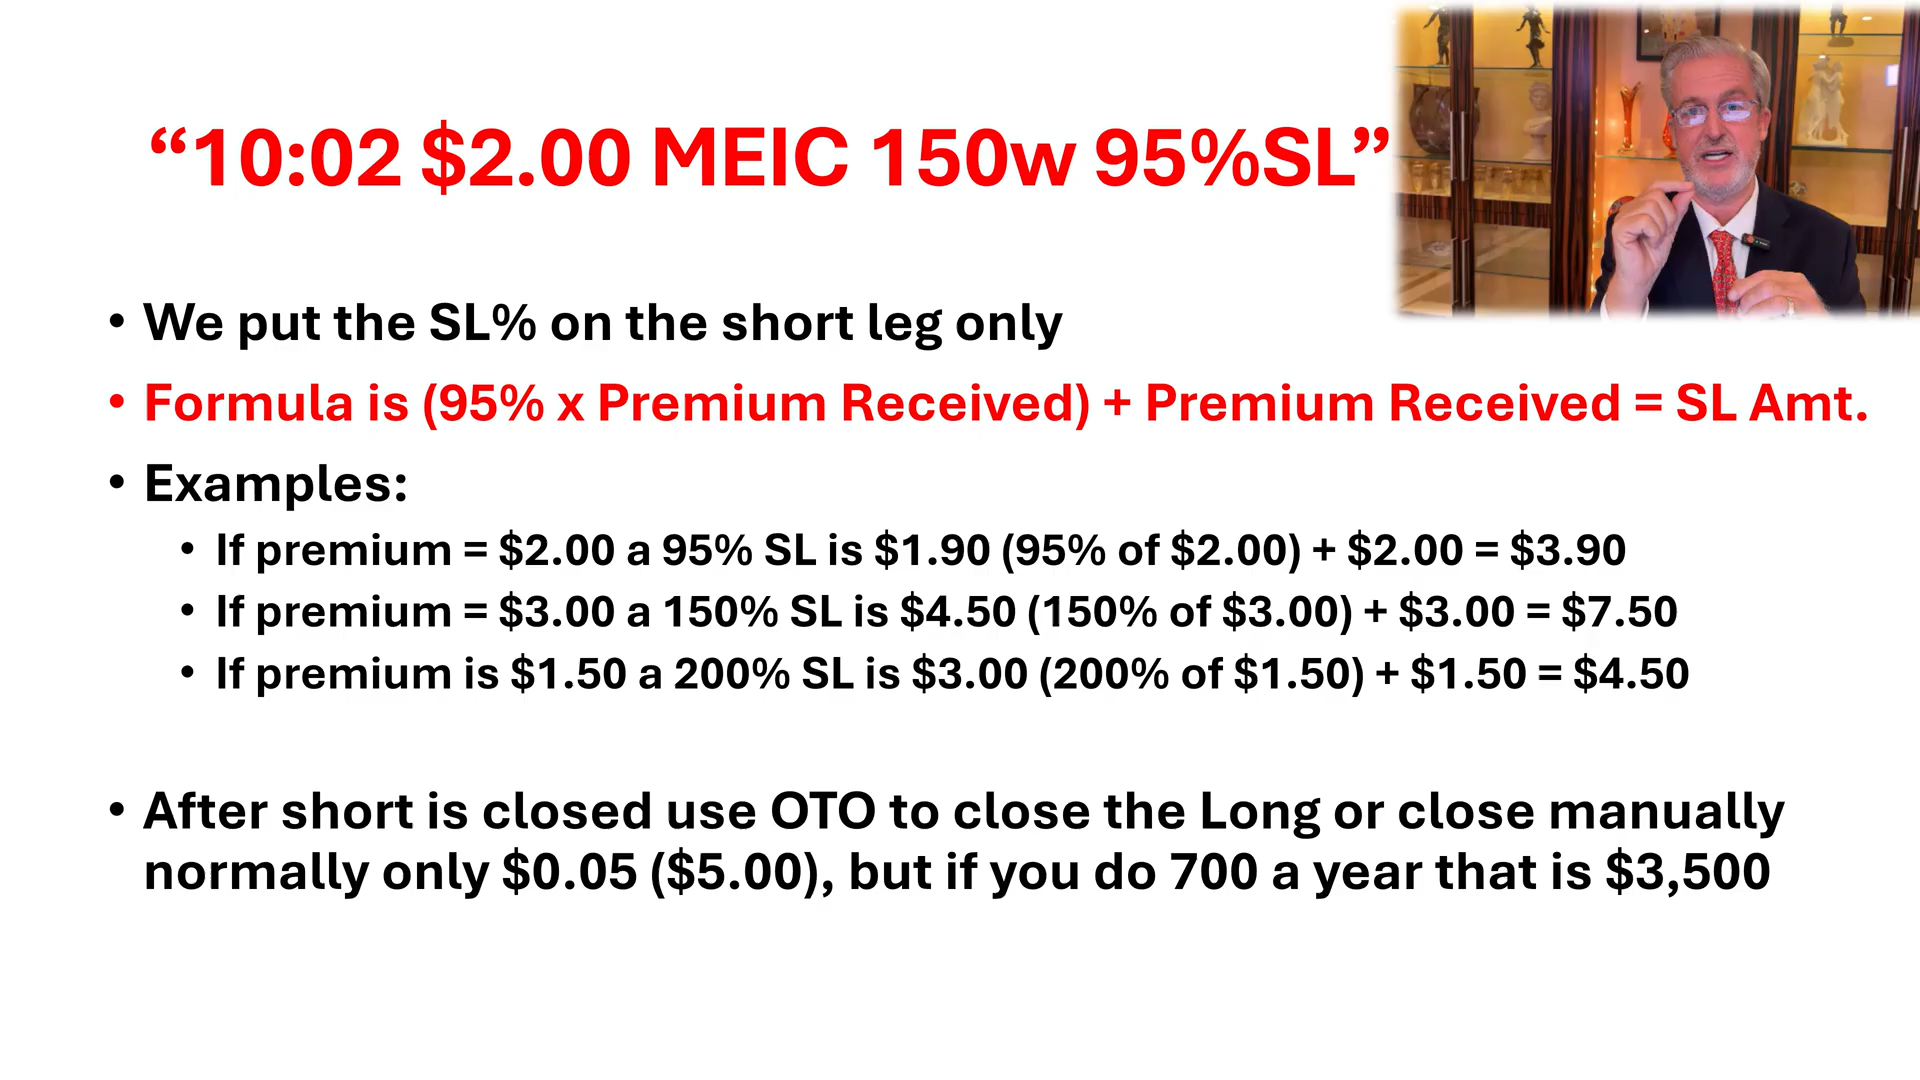 “10:02 $2.00 MEIC 150w 95%SL”
• We put the SL% on the short leg only
• Formula is (95% x Premium Received) + Premium Received = SL Amt.
• Examples:
• If premium = $2.00 a 95% SL is $1.90 (95% of $2.00) + $2.00 = $3.90
• If premium = $3.00 a 150% SL is $4.50 (150% of $3.00) + $3.00 = $7.50
• If premium is $1.50 a 200% SL is $3.00 (200% of $1.50) + $1.50 = $4.50
• After short is closed use OTO to close the Long or close manually
normally only $0.05 ($5.00), but if you do 700 a year that is $3,500